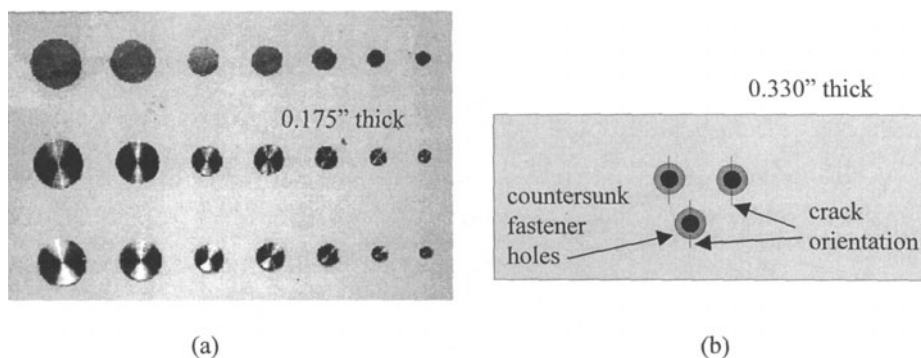 0.175” thick
0.330” thick
countersunk
fastener
holes
crack
orientation
(a)
(b)